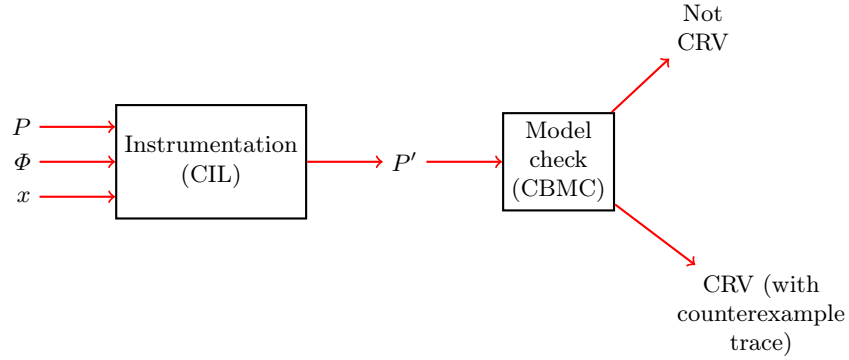 P
Φ
x
Instrumentation
(CIL)
P′
Model
check
(CBMC)
Not
CRV
CRV (with
counterexample
trace)